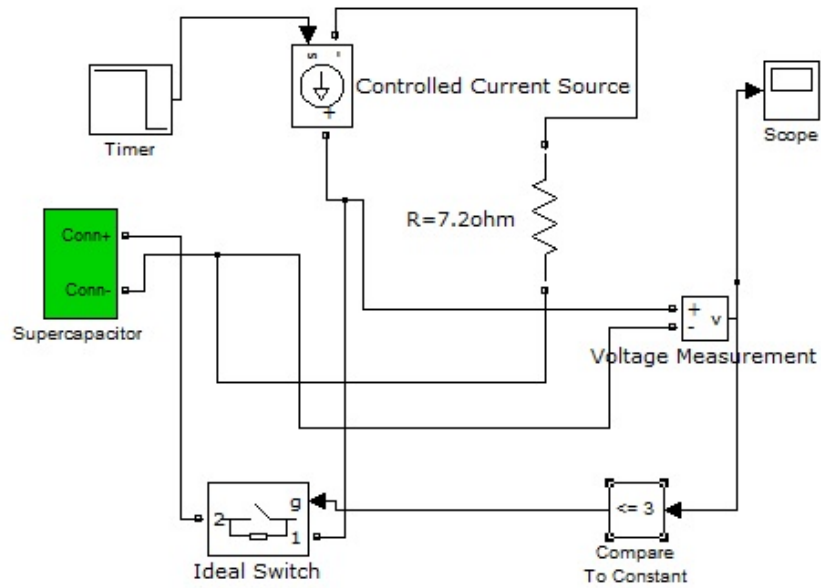 s -
+
Controlled Current Source
Timer
Scope
R=7.2ohm
Conn+
Conn-
Supercapacitor
+
- v
Voltage Measurement
g
2
1
Ideal Switch
<= 3
Compare
To Constant